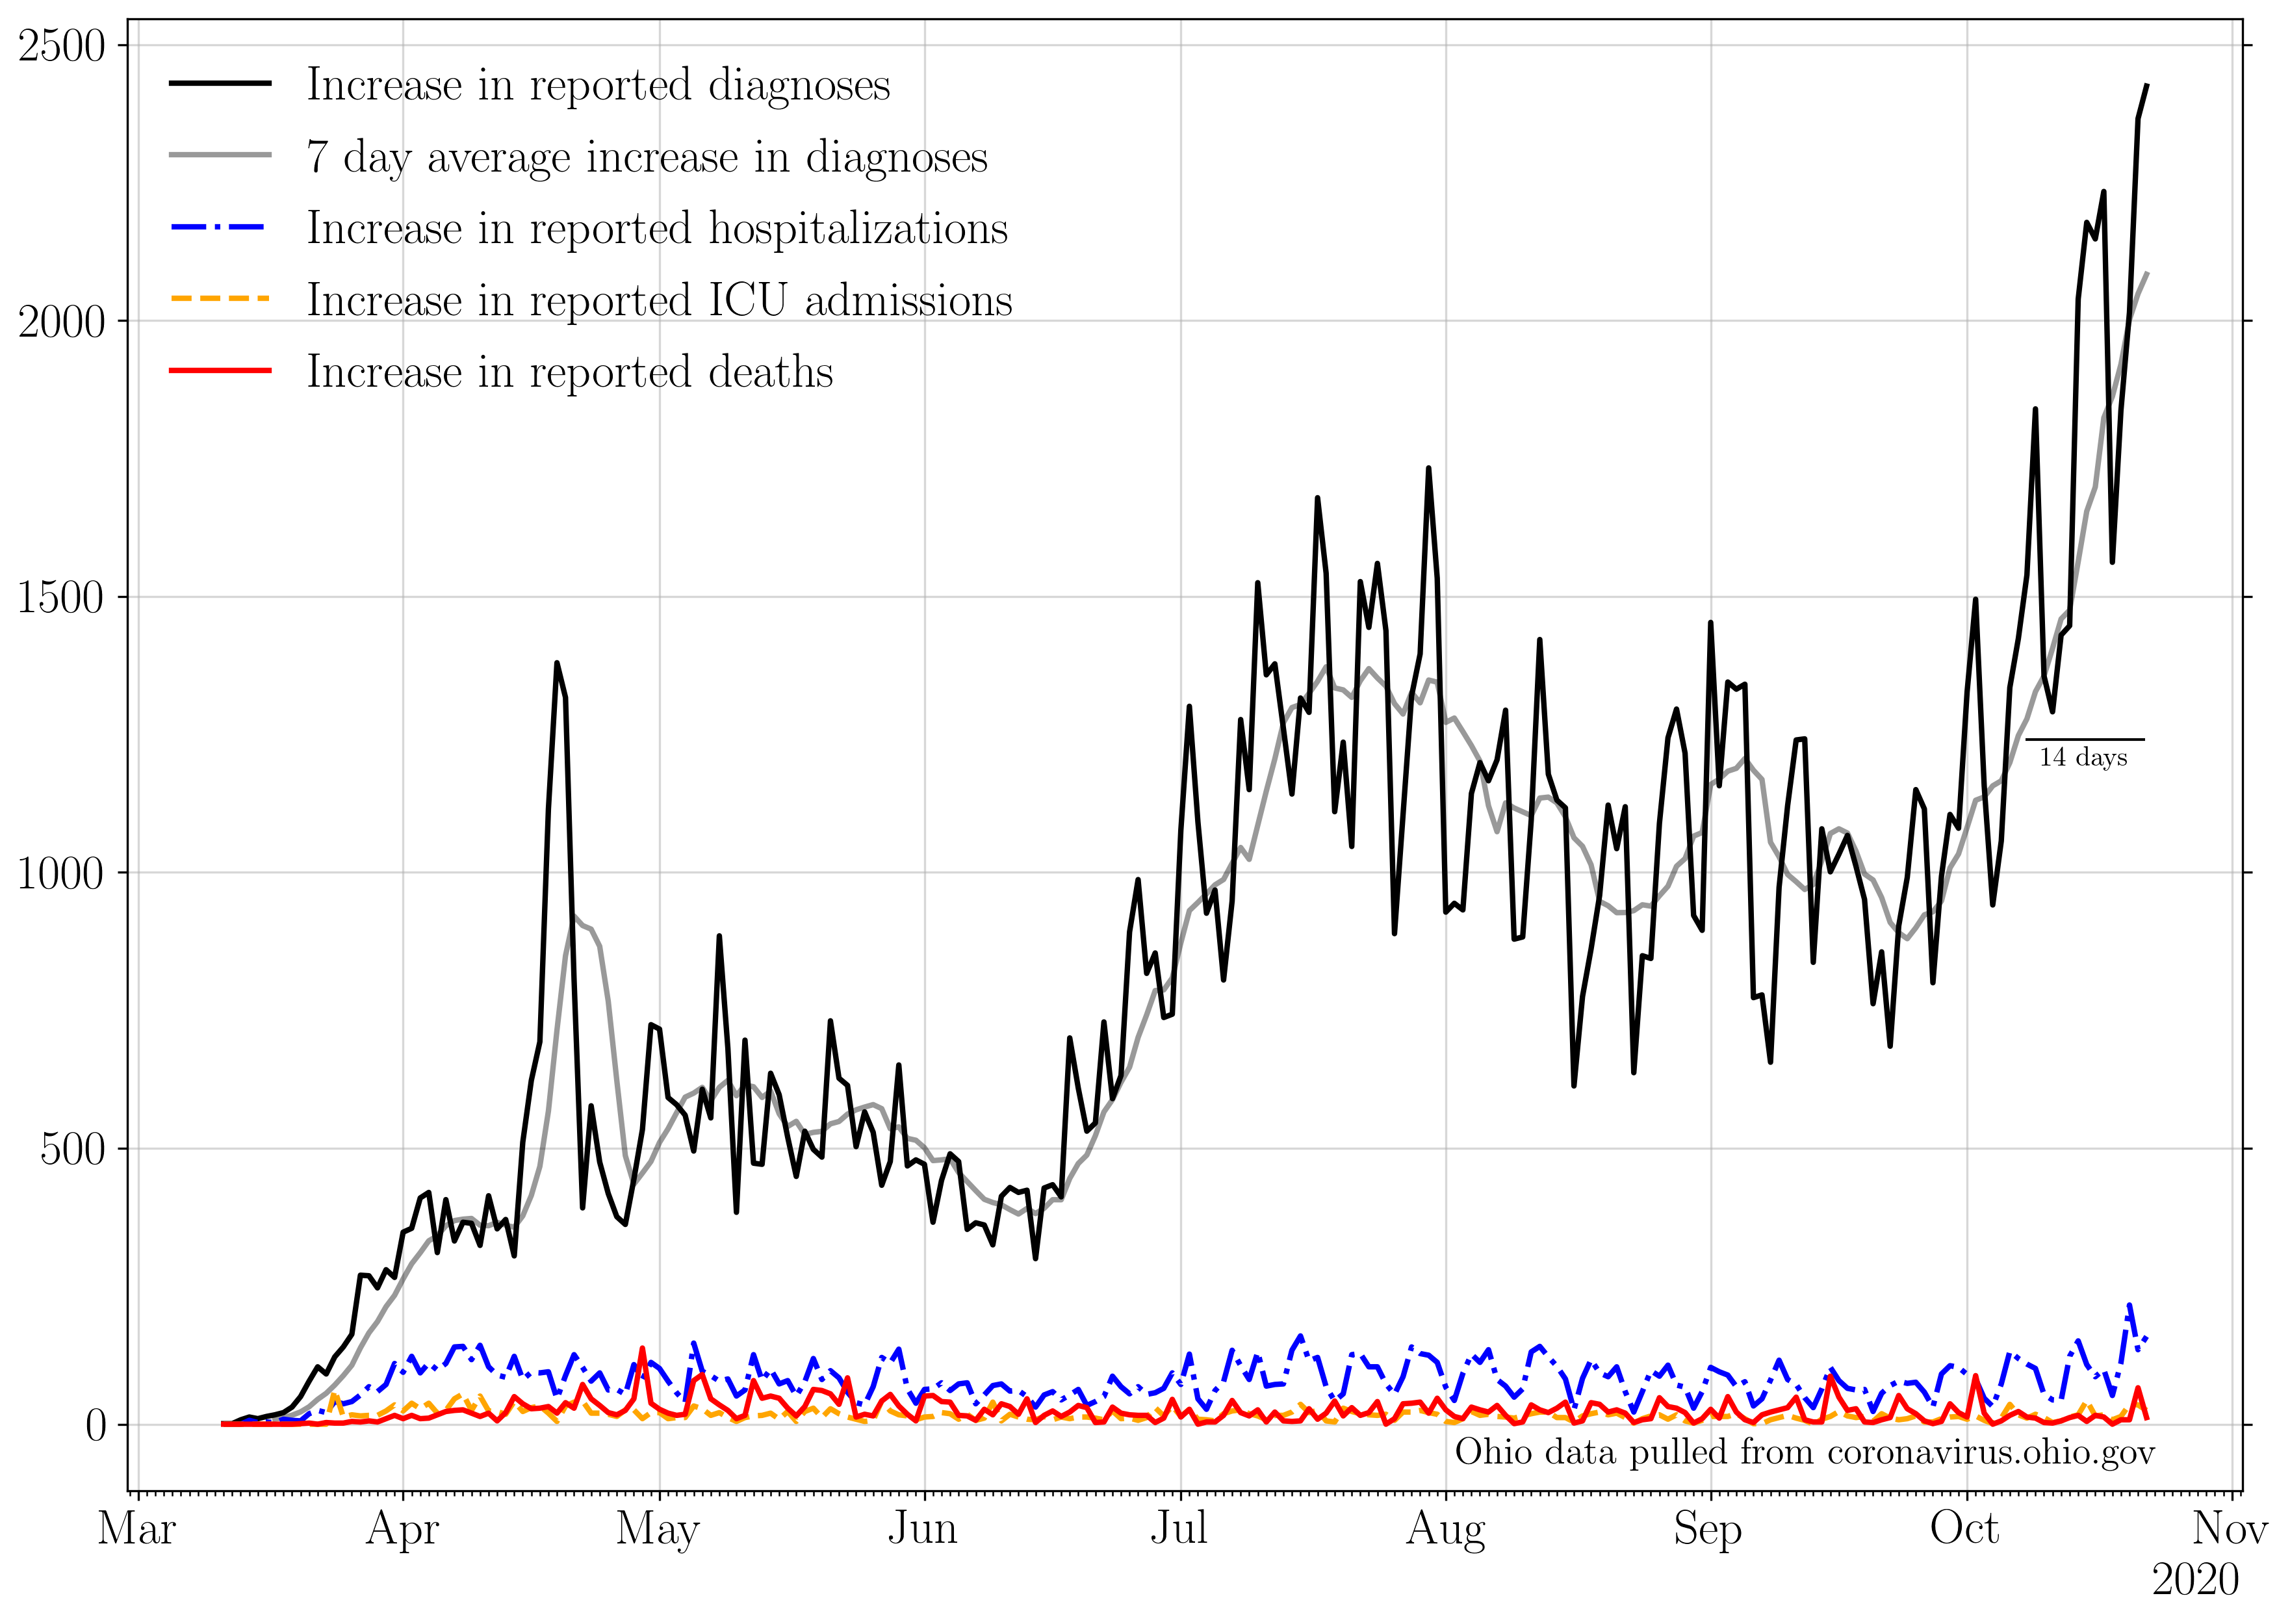 2500
2000
1500
1000
500
0
Increase in reported diagnoses
7 day average increase in diagnoses
Increase in reported hospitalizations
Increase in reported ICU admissions
Increase in reported deaths
14 days
Ohio data pulled from coronavirus.ohio.gov
Mar Apr May Jun Jul Aug Sep Oct Nov
2020